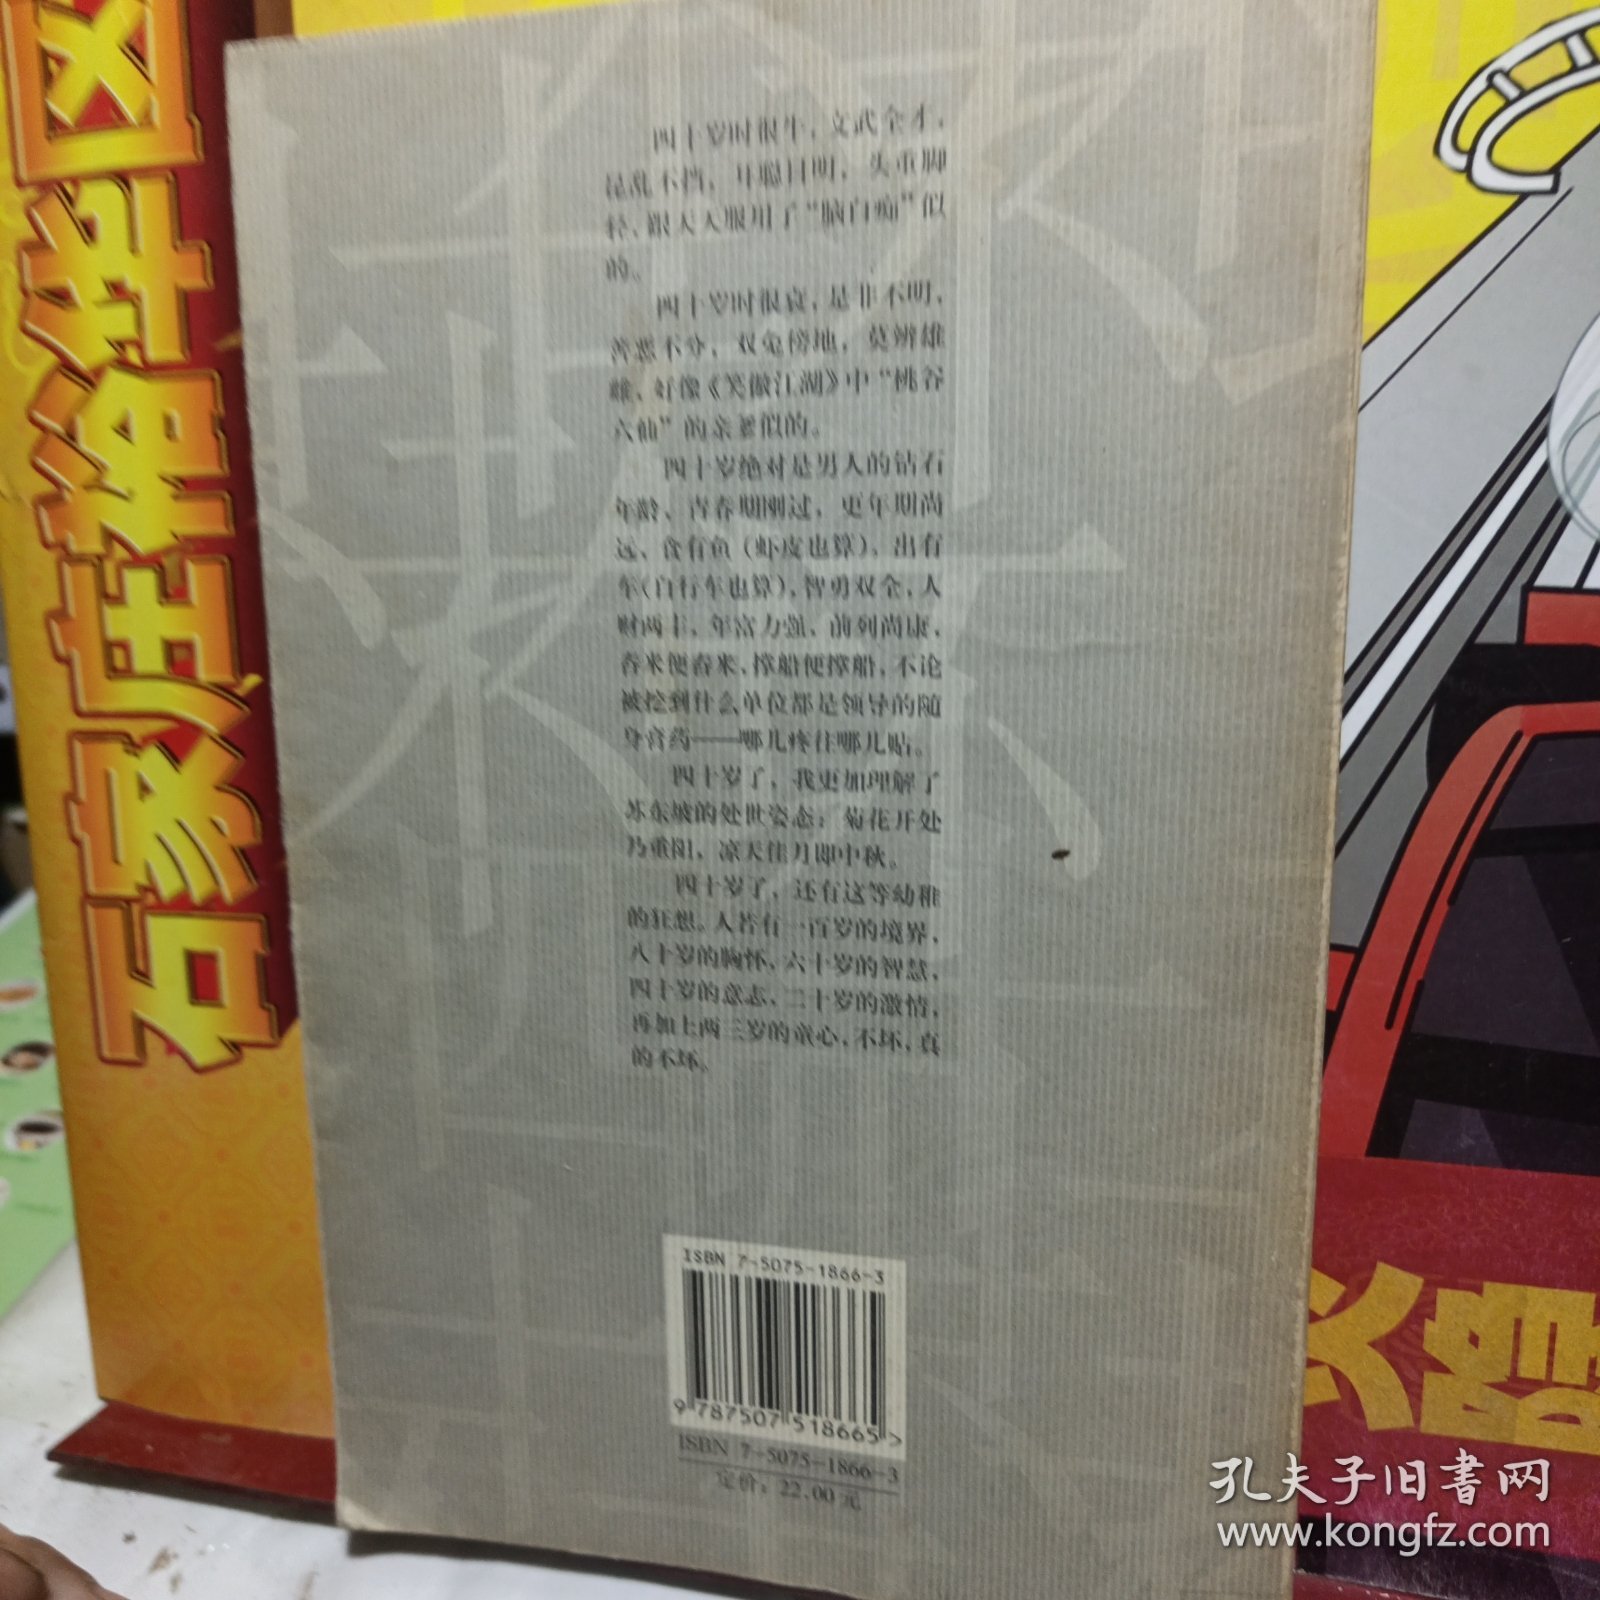 四十岁时很牛，文武全才，
昆乱不挡，耳聪目明，头重脚
轻，跟天天服用了“脑白痴”似
的。
四十岁时很衰，是非不明，
善恶不分，双兔傍地，莫辨雄
雌，好像《笑傲江湖》中“桃谷
六仙”的亲爹似的。
四十岁绝对是男人的钻石
年龄，青春期刚过，更年期尚
远，食有鱼（虾皮也算），出有
车（自行车也算），智勇双全，人
财两丰，年富力强，前列尚康，
舂米便舂米，撑船便撑船，不论
被挖到什么单位都是领导的随
身膏药——哪儿疼往哪儿贴。
四十岁了，我更加理解了
苏东坡的处世姿态：菊花开处
乃重阳，凉天佳月即中秋。
四十岁了，还有这等幼稚
的狂想。人若有一百岁的境界，
八十岁的胸怀，六十岁的智慧，
四十岁的意志，二十岁的激情，
再加上两三岁的童心，不坏，真
的不坏。
ISBN 7-5075-1866-3
9 787507 518665 >
ISBN 7-5075-1866-3
定价：22.00元
孔夫子旧书网
www.kongfz.com